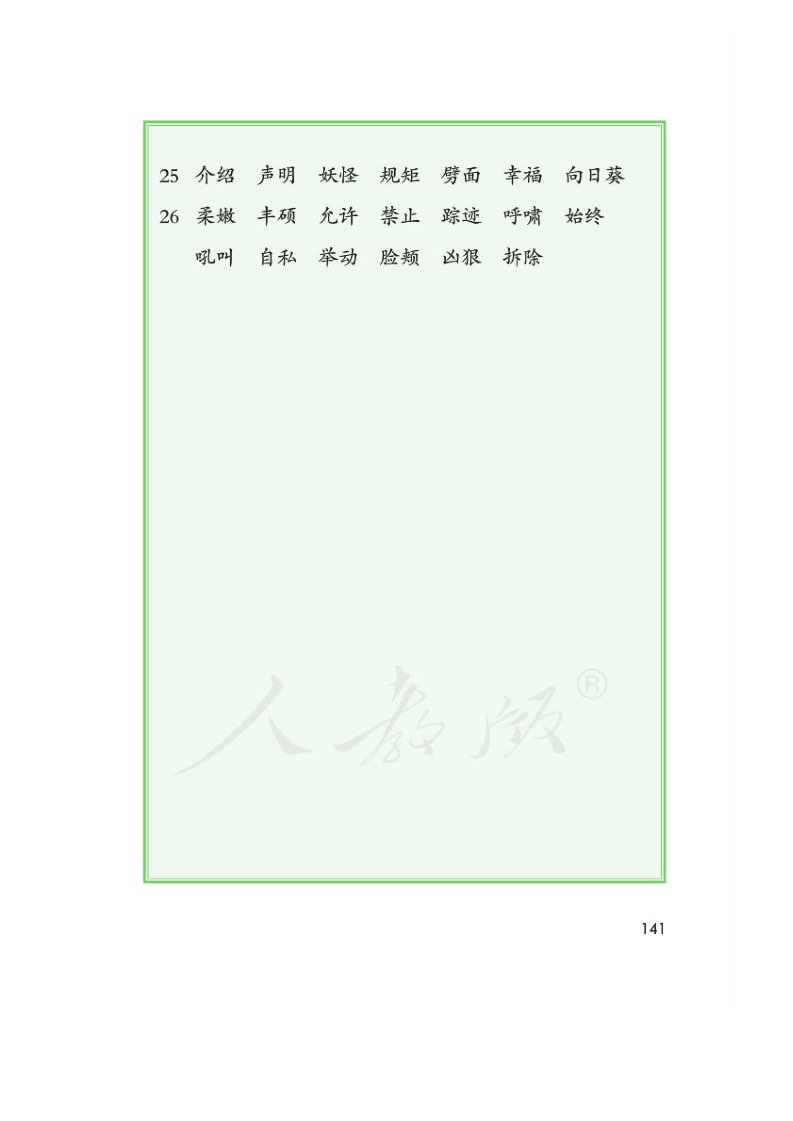 25 介绍 声明 妖怪 规矩 劈面 幸福 向日葵
26 柔嫩 丰硕 允许 禁止 踪迹 呼啸 始终
吼叫 自私 举动 脸颊 凶狠 拆除
人教版®
141